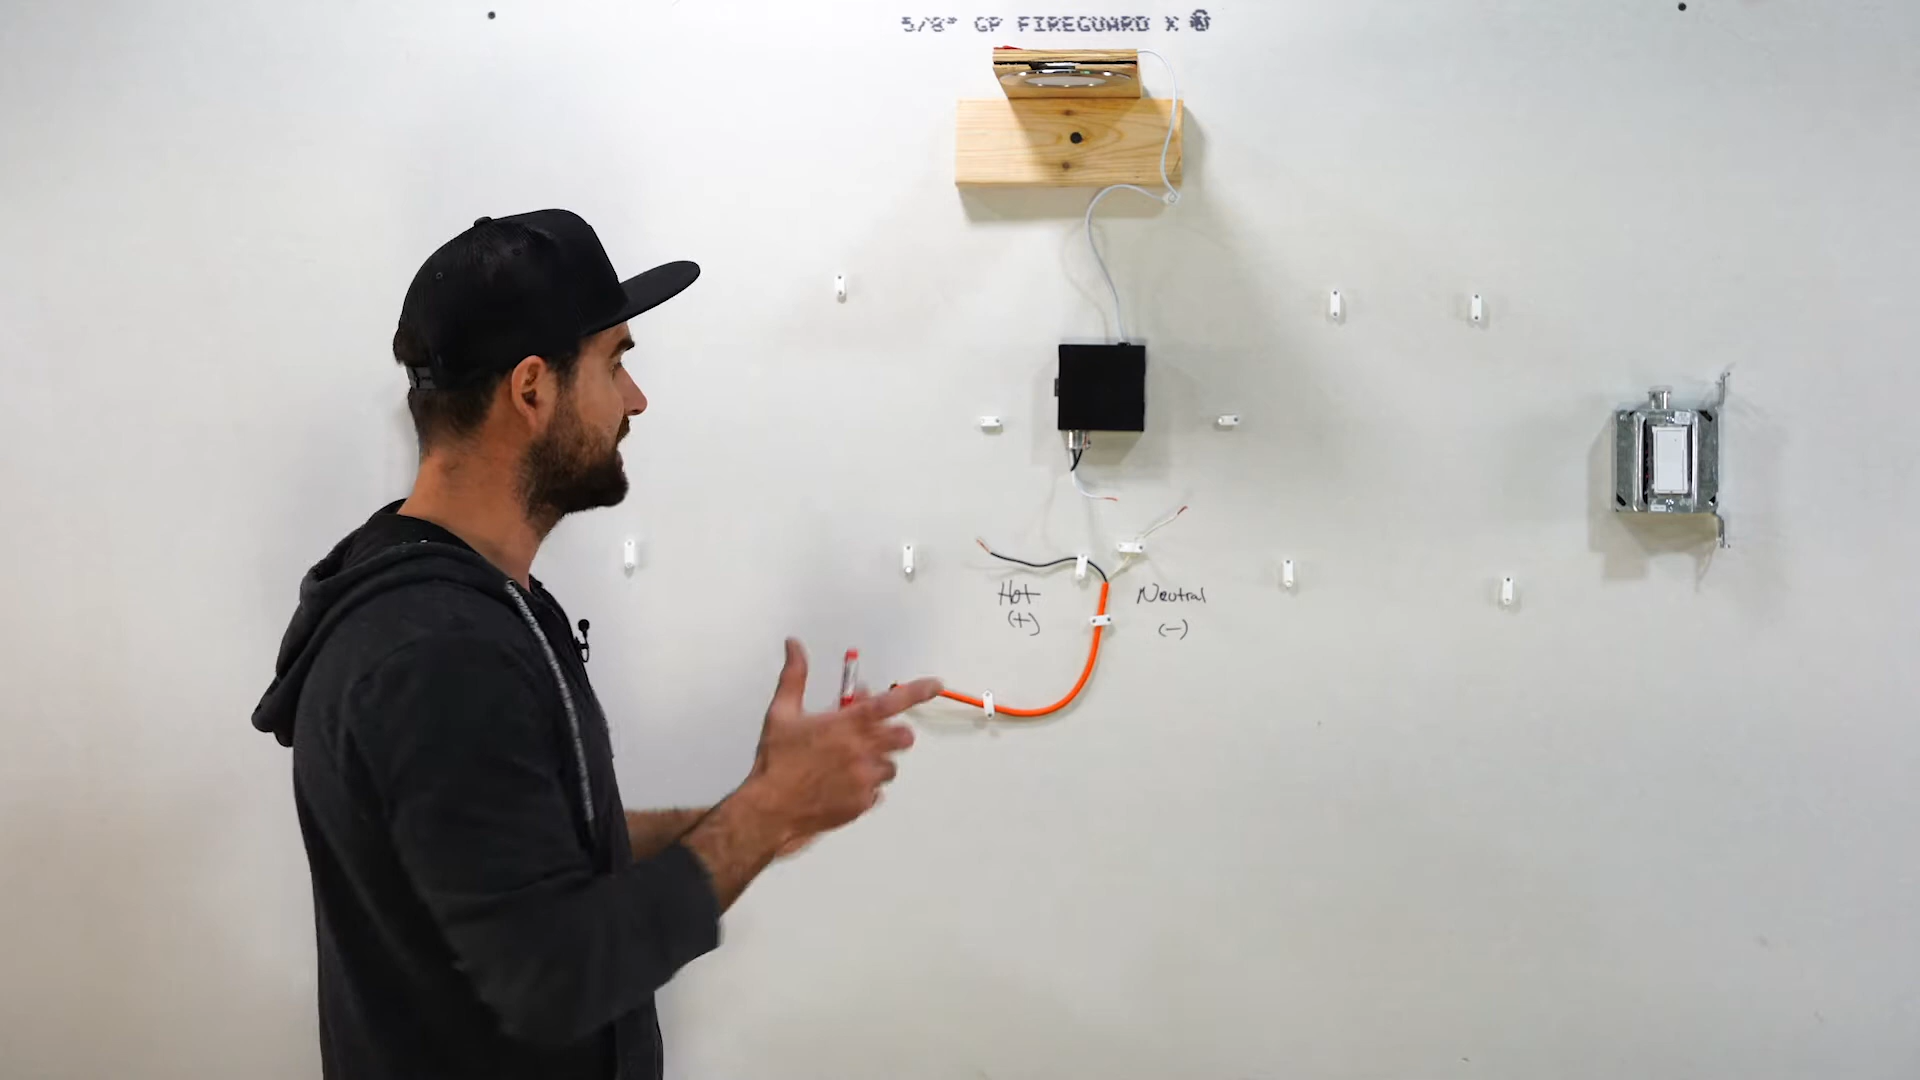 5/8" GP FIREGUARD X
Hot
(+)
Neutral
(-)